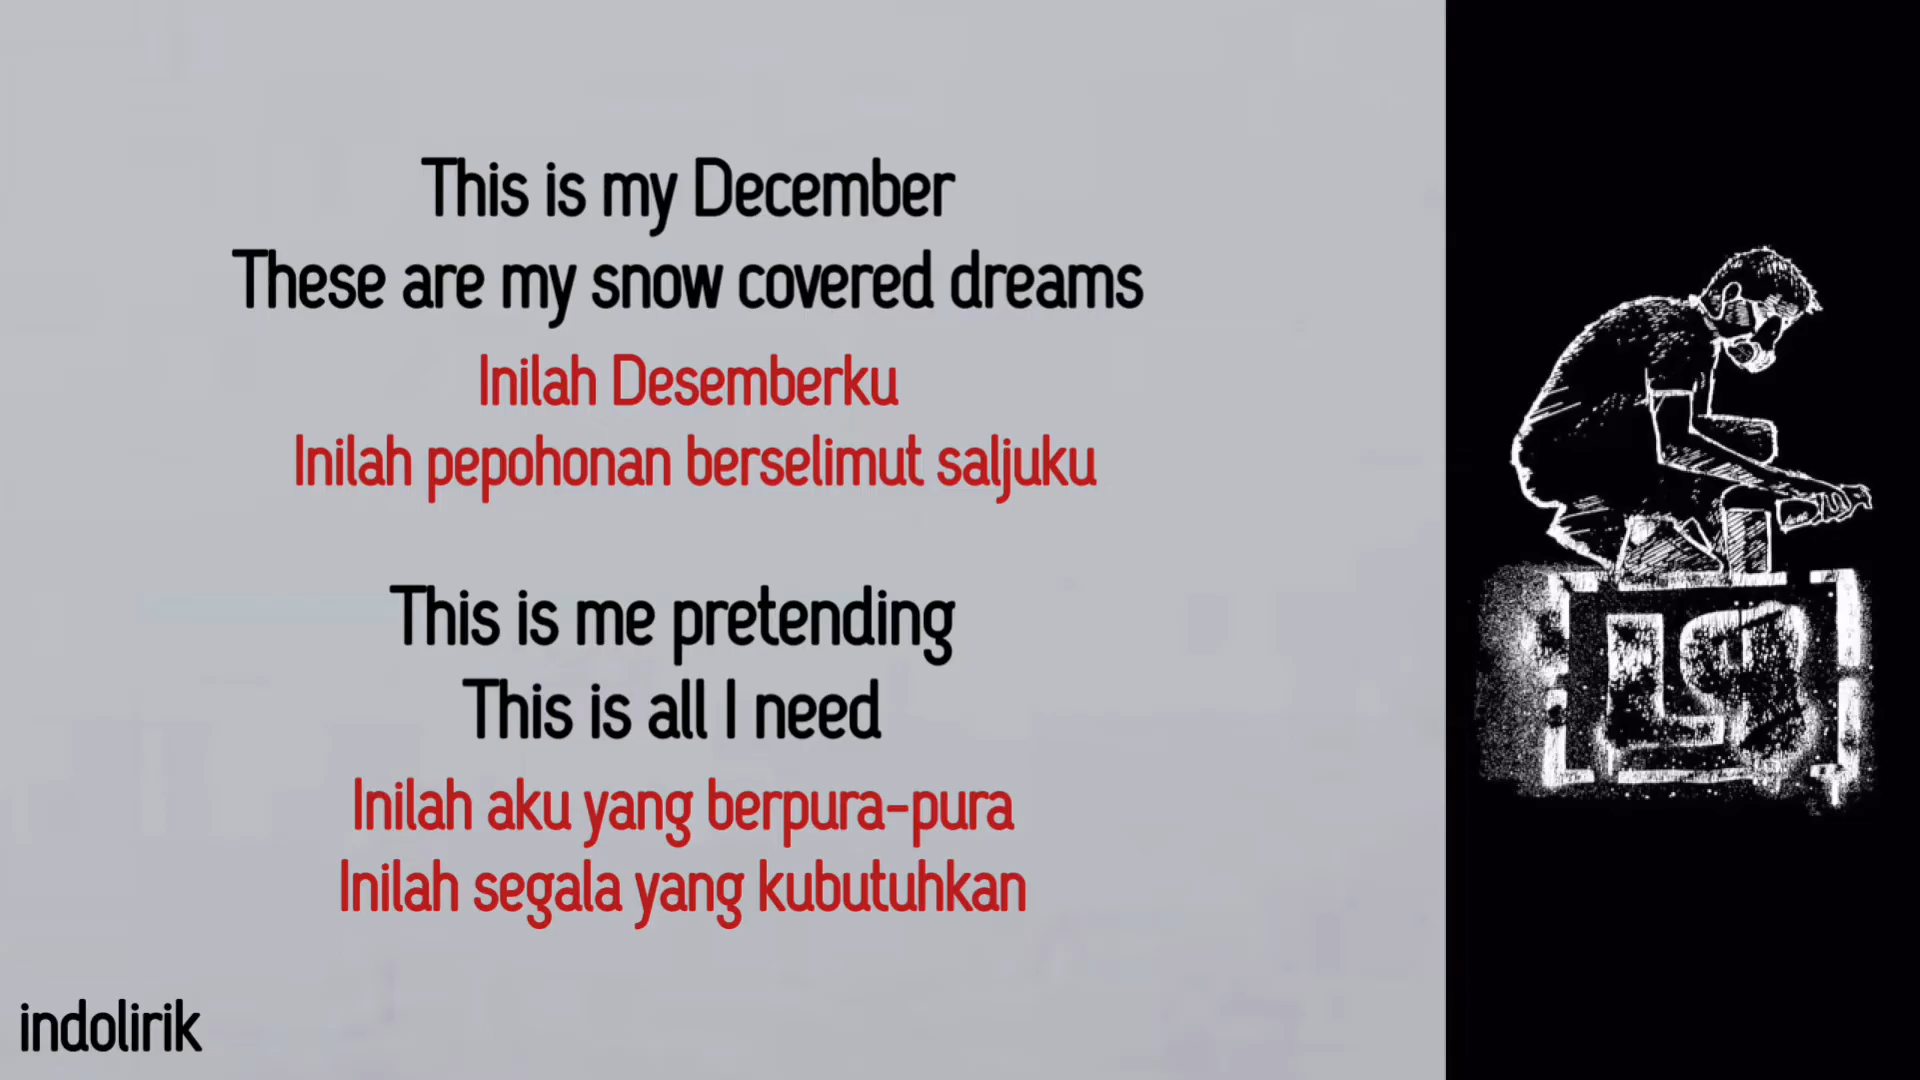 This is my December
These are my snow covered dreams
Inilah Desemberku
Inilah pepohonan berselimut saljuku
This is me pretending
This is all I need
Inilah aku yang berpura-pura
Inilah segala yang kubutuhkan
indolirik
LP